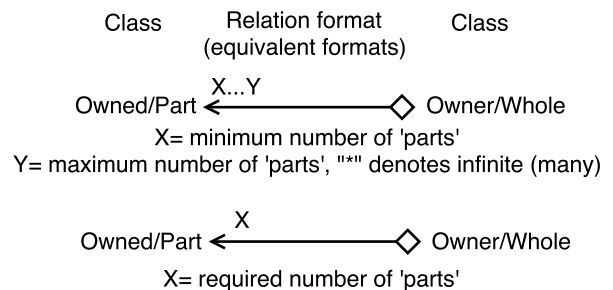 Class Relation format Class
(equivalent formats)
X...Y
Owned/Part Owner/Whole
X= minimum number of 'parts'
Y= maximum number of 'parts', "*" denotes infinite (many)
X
Owned/Part Owner/Whole
X= required number of 'parts'